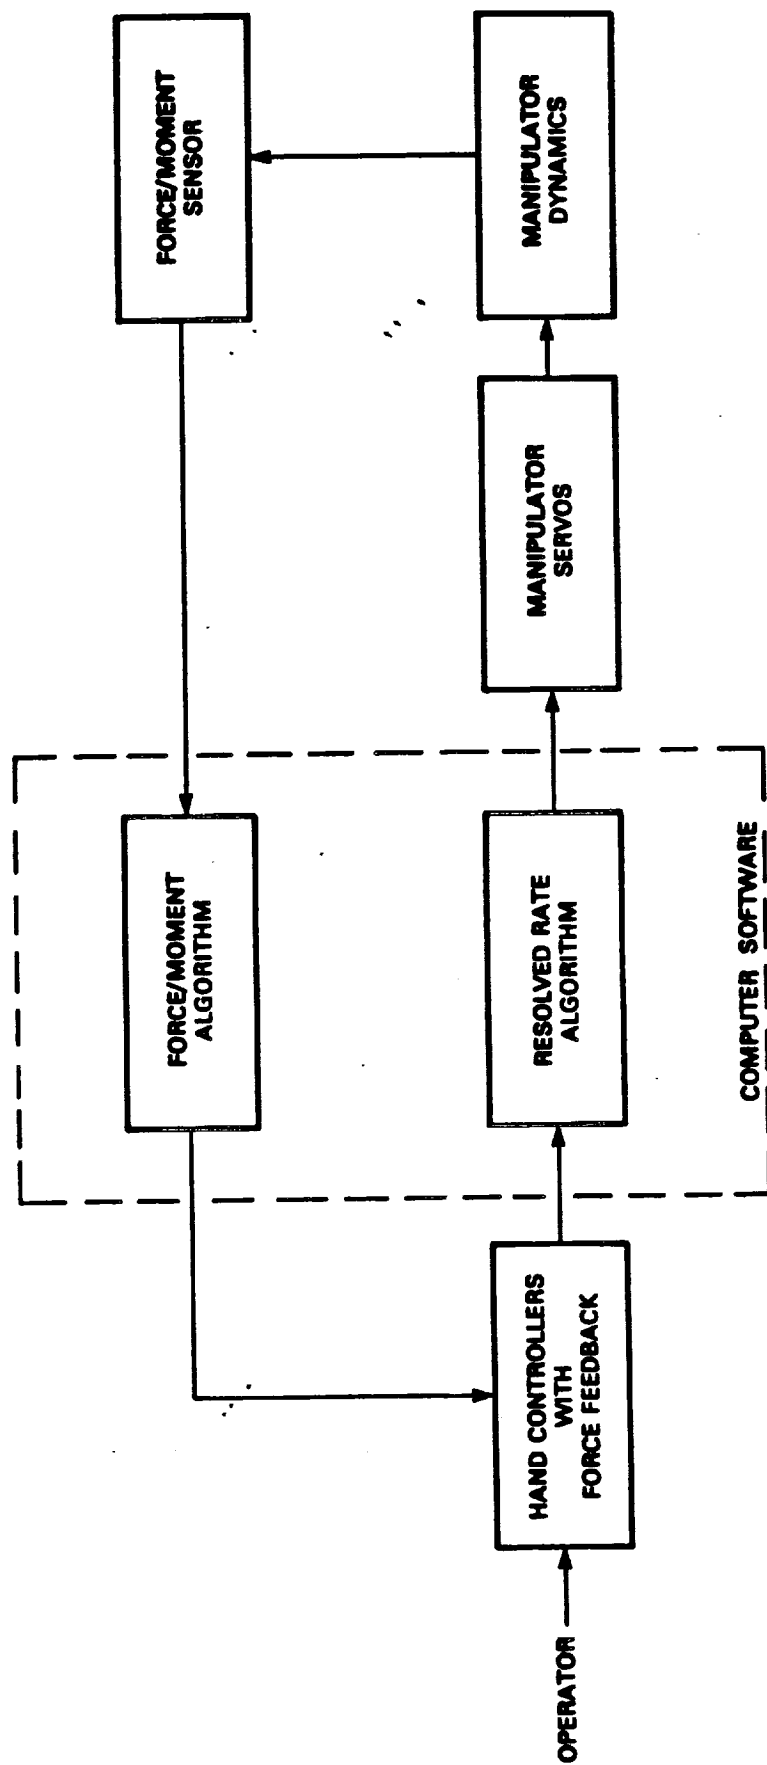 FORCE/MOMENT
SENSOR
MANIPULATOR
DYNAMICS
FORCE/MOMENT
ALGORITHM
MANIPULATOR
SERVOS
RESOLVED RATE
ALGORITHM
COMPUTER SOFTWARE
HAND CONTROLLERS
WITH
FORCE FEEDBACK
OPERATOR